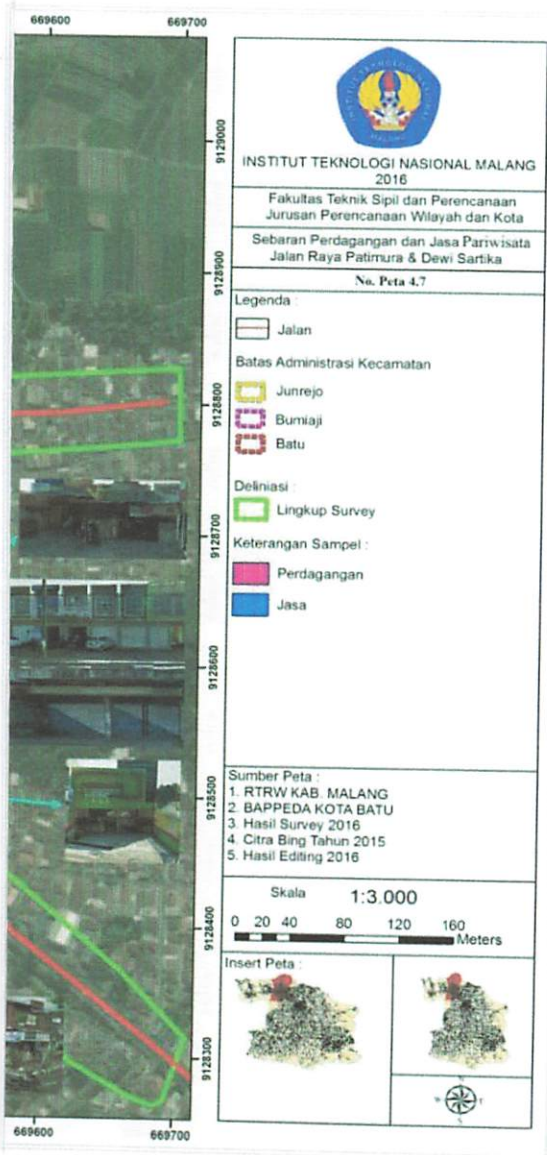 669600 669700
9129000
9128900
9128800
9128700
9128600
9128500
9128400
9128300
669600 669700
INSTITUT TEKNOLOGI NASIONAL
MALANG
INSTITUT TEKNOLOGI NASIONAL MALANG
2016
Fakultas Teknik Sipil dan Perencanaan
Jurusan Perencanaan Wilayah dan Kota
Sebaran Perdagangan dan Jasa Pariwisata
Jalan Raya Patimura & Dewi Sartika
No. Peta 4.7
Legenda :
Jalan
Batas Administrasi Kecamatan
Junrejo
Bumiaji
Batu
Deliniasi :
Lingkup Survey
Keterangan Sampel :
Perdagangan
Jasa
Sumber Peta :
1. RTRW KAB. MALANG
2. BAPPEDA KOTA BATU
3. Hasil Survey 2016
4. Citra Bing Tahun 2015
5. Hasil Editing 2016
Skala 1:3.000
0 20 40 80 120 160
Meters
Insert Peta :